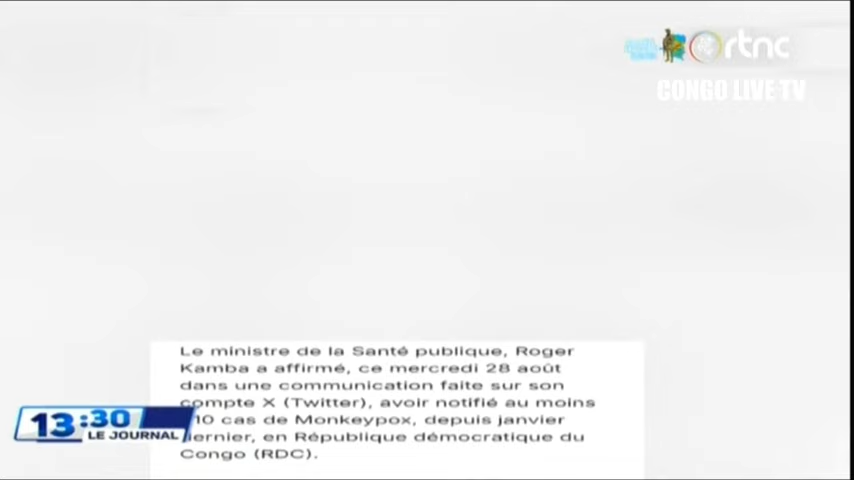 rtnc
CONGO LIVE TV
Le ministre de la Santé publique, Roger
Kamba a affirmé, ce mercredi 28 août
dans une communication faite sur son
compte X (Twitter), avoir notifié au moins
10 cas de Monkeypox, depuis janvier
dernier, en République démocratique du
Congo (RDC).
13:30
LE JOURNAL